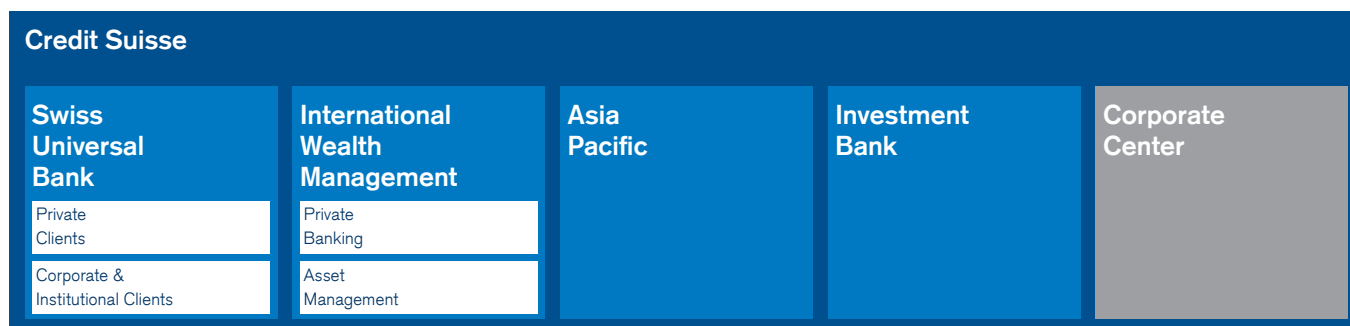 Credit Suisse
Swiss
Universal
Bank
Private
Clients
Corporate &
Institutional Clients
International
Wealth
Management
Private
Banking
Asset
Management
Asia
Pacific
Investment
Bank
Corporate
Center